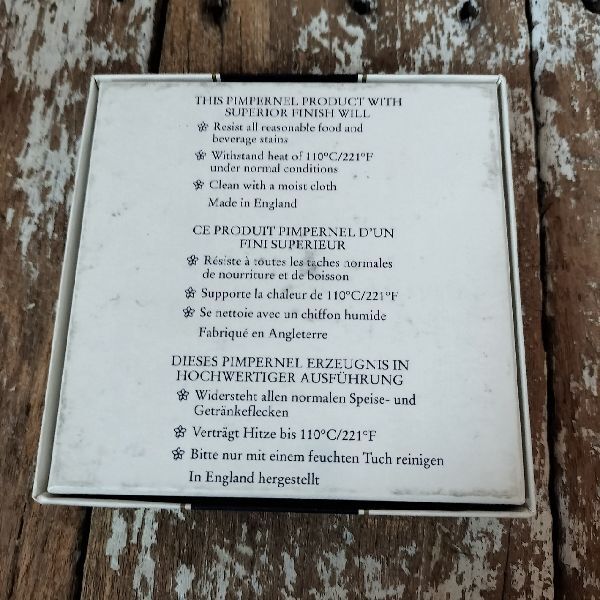 THIS PIMPERNEL PRODUCT WITH
SUPERIOR FINISH WILL
Resist all reasonable food and
beverage stains
Withstand heat of 110°C/221°F
under normal conditions
Clean with a moist cloth
Made in England
CE PRODUIT PIMPERNEL D'UN
FINI SUPERIEUR
Résiste à toutes les taches normales
de nourriture et de boisson
Supporte la châleur de 110°C/221°F
Se nettoie avec un chiffon humide
Fabriqué en Angleterre
DIESES PIMPERNEL ERZEUGNIS IN
HOCHWERTIGER AUSFÜHRUNG
Widersteht allen normalen Speise- und
Getränkeflecken
Verträgt Hitze bis 110°C/221°F
Bitte nur mit einem feuchten Tuch reinigen
In England hergestellt